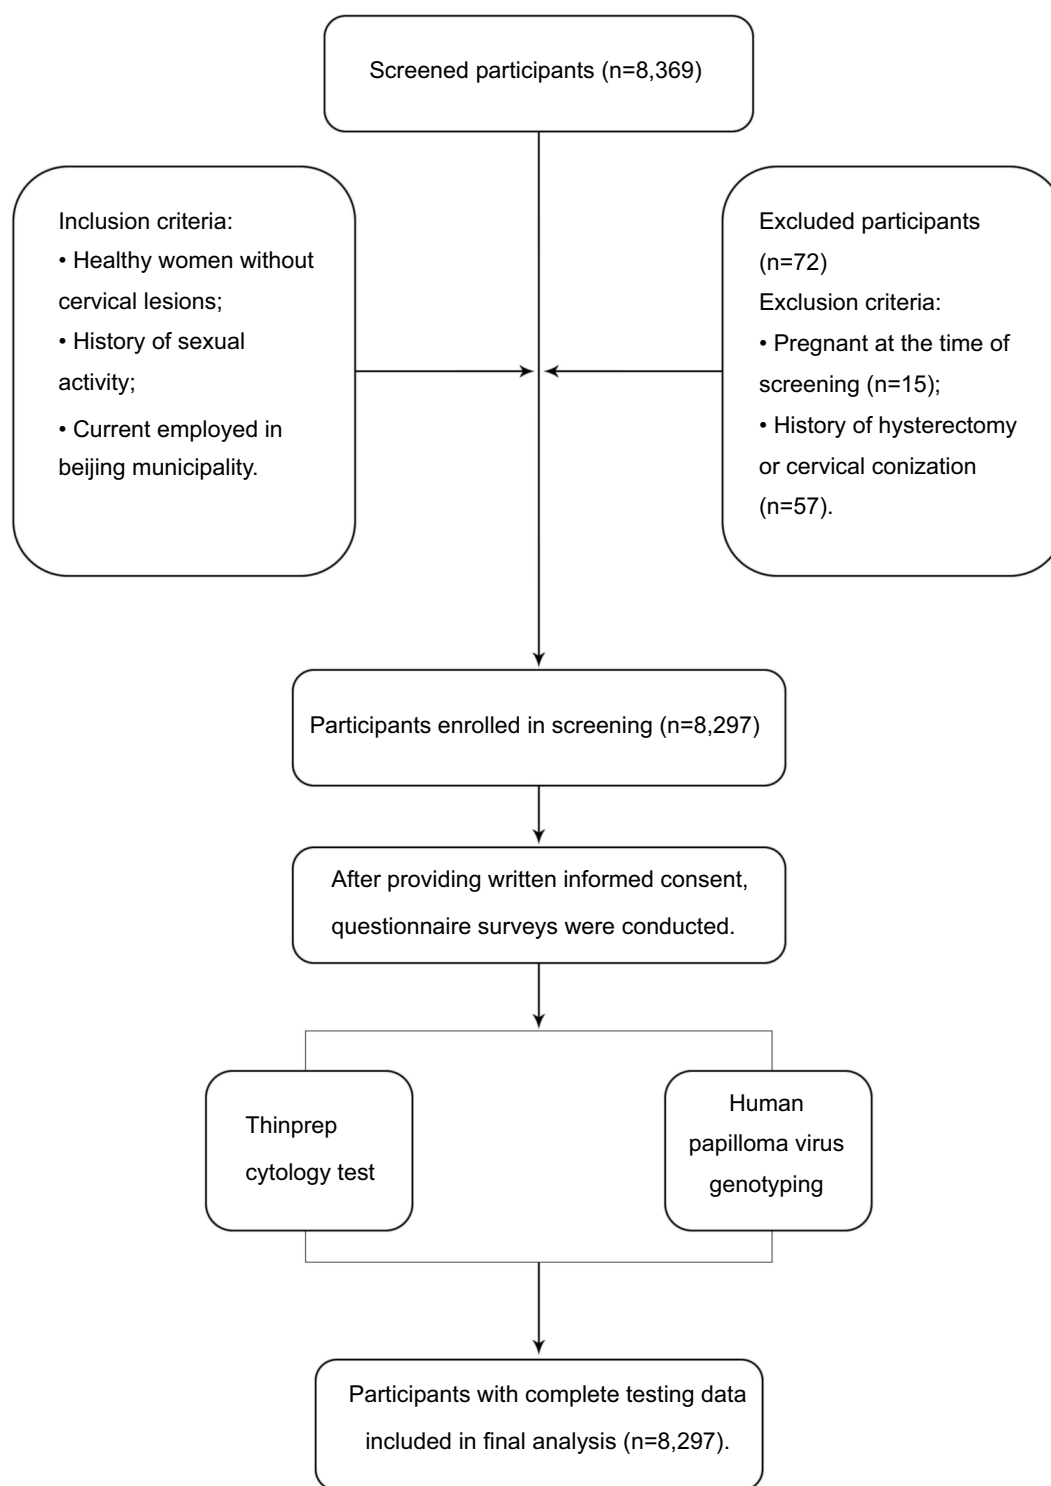 Screened participants (n=8,369)
Inclusion criteria:
• Healthy women without
cervical lesions;
• History of sexual
activity;
• Current employed in
beijing municipality.
Excluded participants
(n=72)
Exclusion criteria:
• Pregnant at the time of
screening (n=15);
• History of hysterectomy
or cervical conization
(n=57).
Participants enrolled in screening (n=8,297)
After providing written informed consent,
questionnaire surveys were conducted.
Thinprep
cytology test
Human
papilloma virus
genotyping
Participants with complete testing data
included in final analysis (n=8,297).